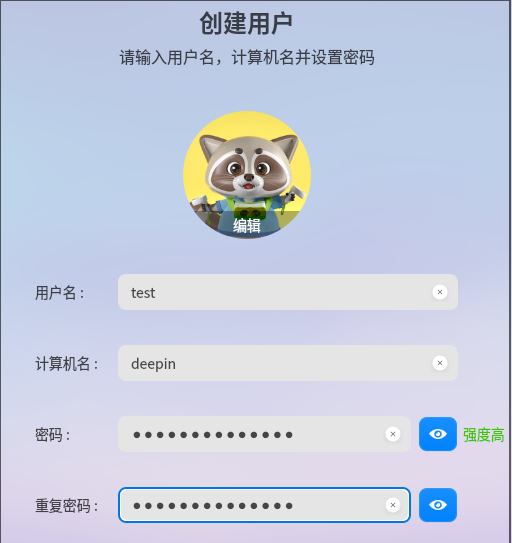 创建用户
请输入用户名，计算机名并设置密码
编辑
用户名 : test
计算机名 : deepin
密码 : ●●●●●●●●●●●●●● 强度高
重复密码 : ●●●●●●●●●●●●●●